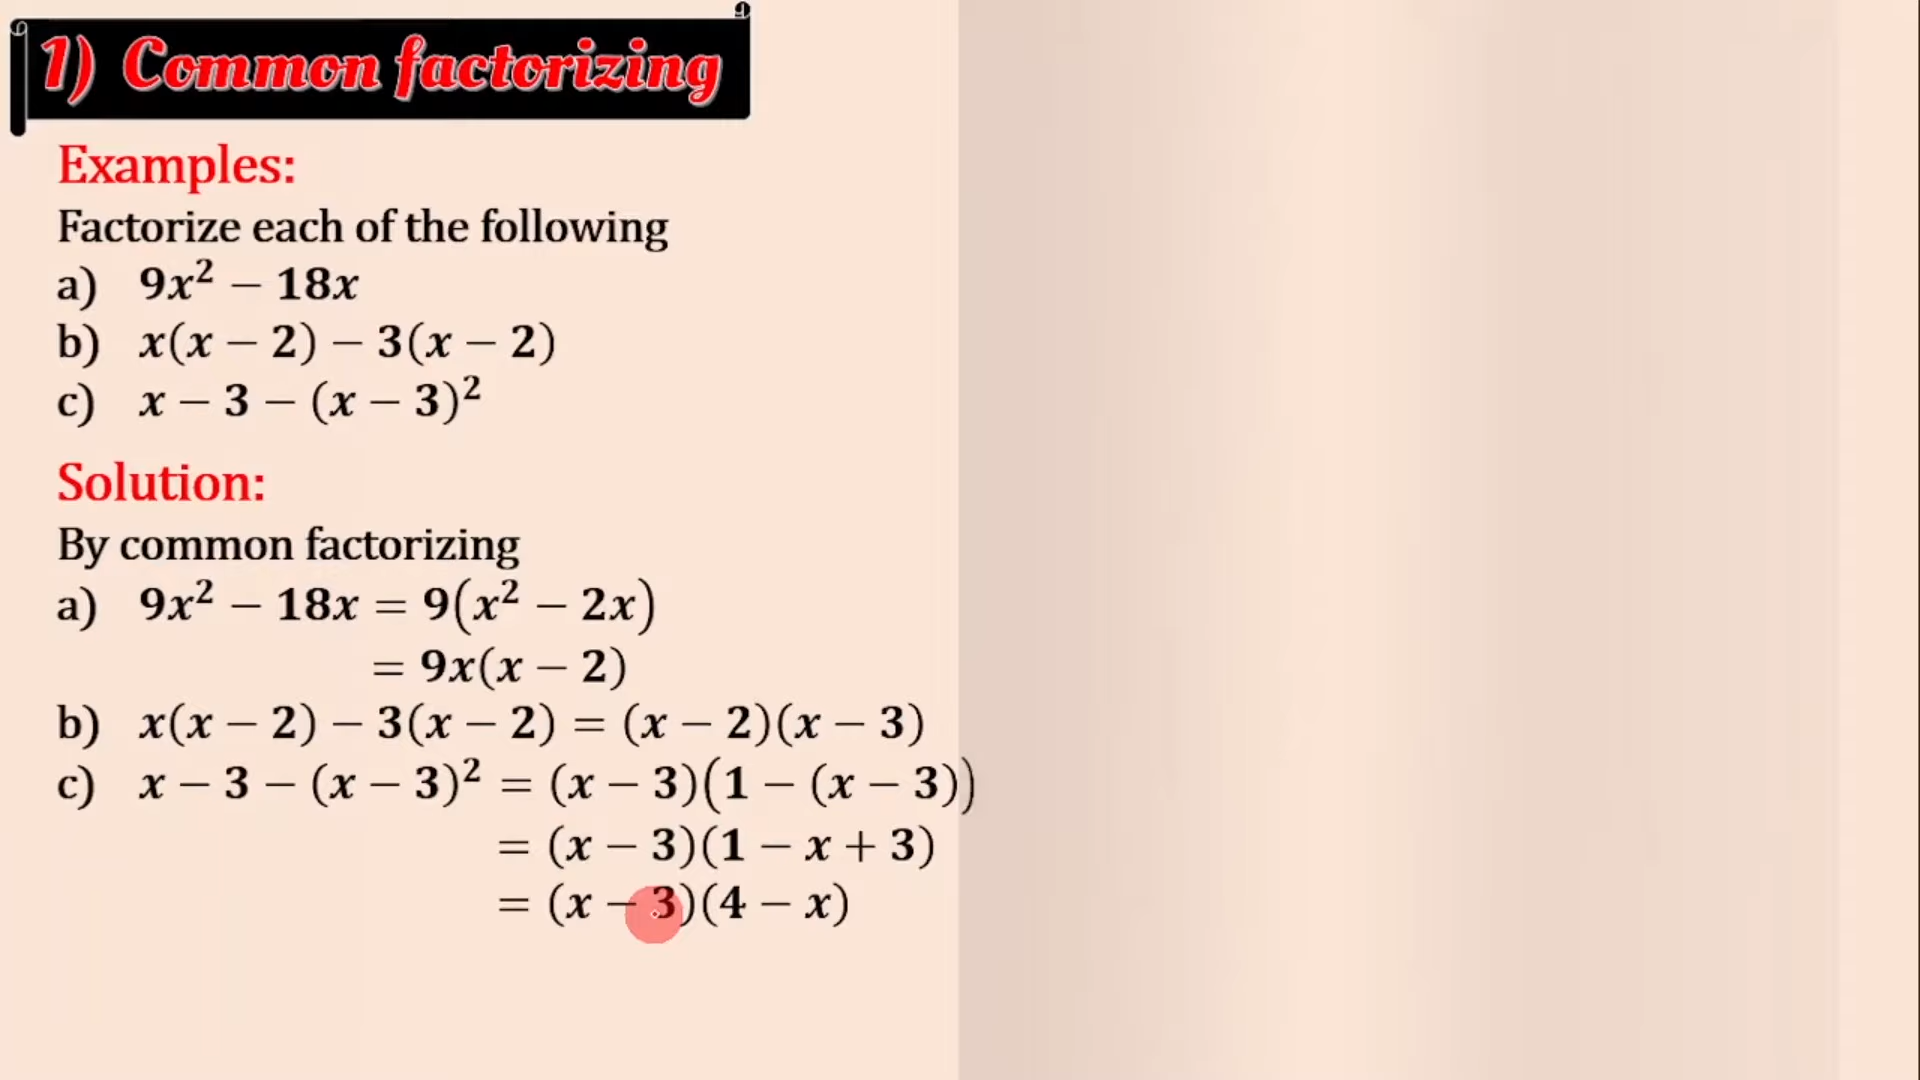 1) Common factorizing
Examples:
Factorize each of the following
a) 9x² − 18x
b) x(x − 2) − 3(x − 2)
c) x − 3 − (x − 3)²
Solution:
By common factorizing
a) 9x² − 18x = 9(x² − 2x)
= 9x(x − 2)
b) x(x − 2) − 3(x − 2) = (x − 2)(x − 3)
c) x − 3 − (x − 3)² = (x − 3)(1 − (x − 3))
= (x − 3)(1 − x + 3)
= (x − 3)(4 − x)